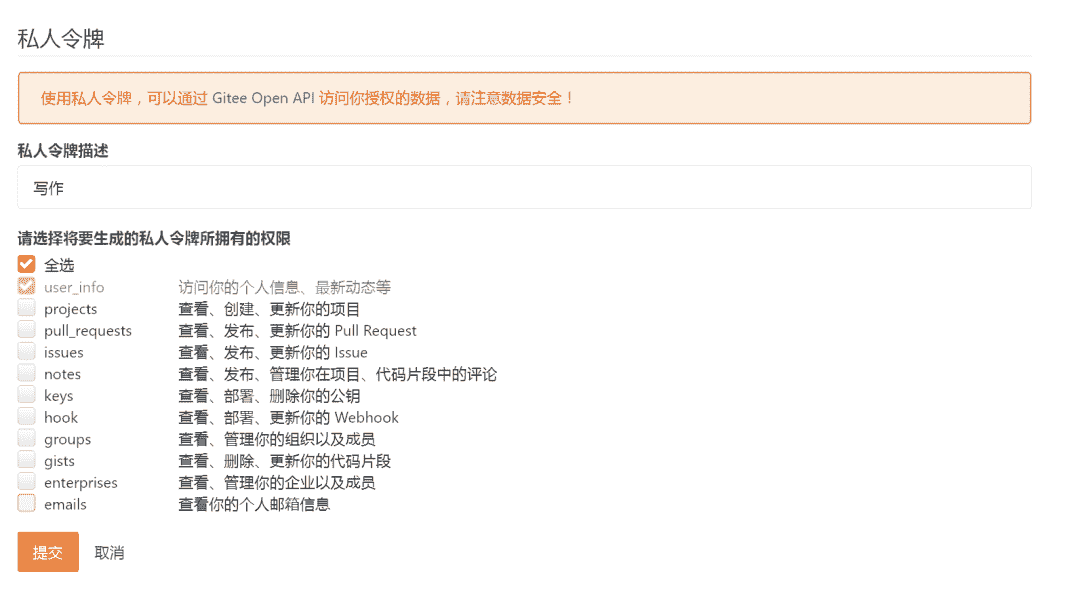 私人令牌
使用私人令牌，可以通过 Gitee Open API 访问你授权的数据，请注意数据安全！
私人令牌描述
写作
请选择将要生成的私人令牌所拥有的权限
全选
user_info 访问你的个人信息、最新动态等
projects 查看、创建、更新你的项目
pull_requests 查看、发布、更新你的 Pull Request
issues 查看、发布、更新你的 Issue
notes 查看、发布、管理你在项目、代码片段中的评论
keys 查看、部署、删除你的公钥
hook 查看、部署、更新你的 Webhook
groups 查看、管理你的组织以及成员
gists 查看、删除、更新你的代码片段
enterprises 查看、管理你的企业以及成员
emails 查看你的个人邮箱信息
提交 取消